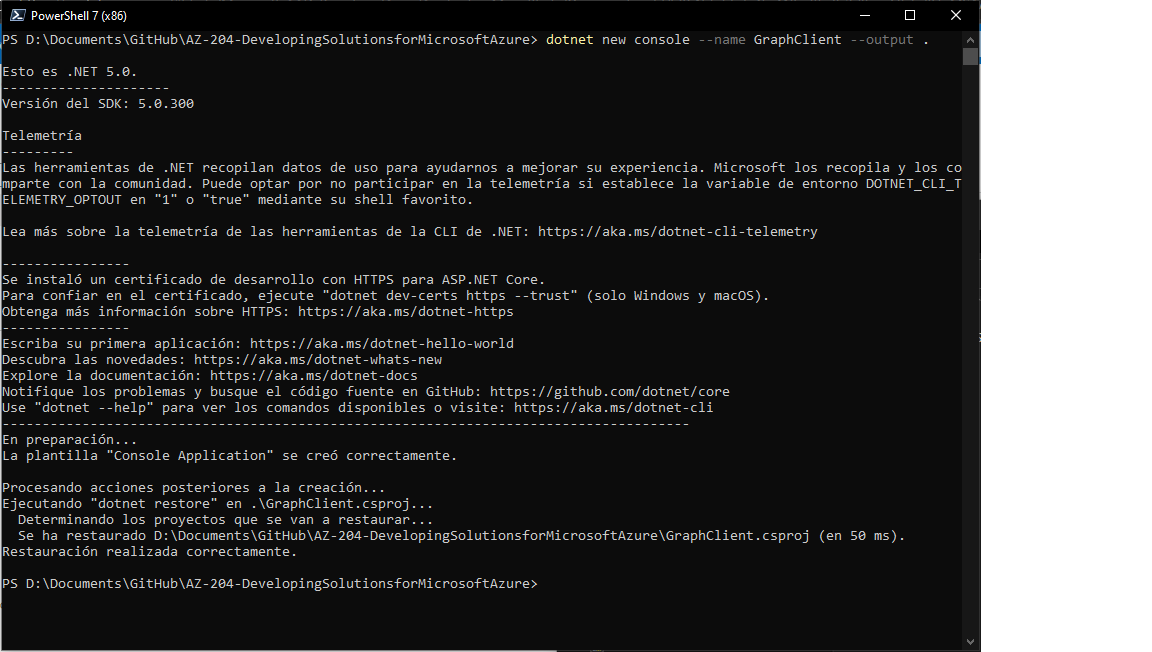 PowerShell 7 (x86)
PS D:\Documents\GitHub\AZ-204-DevelopingSolutionsforMicrosoftAzure> dotnet new console --name GraphClient --output .
Esto es .NET 5.0.
---------------------
Versión del SDK: 5.0.300
Telemetría
---------
Las herramientas de .NET recopilan datos de uso para ayudarnos a mejorar su experiencia. Microsoft los recopila y los co
mparte con la comunidad. Puede optar por no participar en la telemetría si establece la variable de entorno DOTNET_CLI_T
ELEMETRY_OPTOUT en "1" o "true" mediante su shell favorito.
Lea más sobre la telemetría de las herramientas de la CLI de .NET: https://aka.ms/dotnet-cli-telemetry
----------------
Se instaló un certificado de desarrollo con HTTPS para ASP.NET Core.
Para confiar en el certificado, ejecute "dotnet dev-certs https --trust" (solo Windows y macOS).
Obtenga más información sobre HTTPS: https://aka.ms/dotnet-https
----------------
Escriba su primera aplicación: https://aka.ms/dotnet-hello-world
Descubra las novedades: https://aka.ms/dotnet-whats-new
Explore la documentación: https://aka.ms/dotnet-docs
Notifique los problemas y busque el código fuente en GitHub: https://github.com/dotnet/core
Use "dotnet --help" para ver los comandos disponibles o visite: https://aka.ms/dotnet-cli
--------------------------------------------------------------------------------------
En preparación...
La plantilla "Console Application" se creó correctamente.
Procesando acciones posteriores a la creación...
Ejecutando "dotnet restore" en .\GraphClient.csproj...
  Determinando los proyectos que se van a restaurar...
  Se ha restaurado D:\Documents\GitHub\AZ-204-DevelopingSolutionsforMicrosoftAzure\GraphClient.csproj (en 50 ms).
Restauración realizada correctamente.
PS D:\Documents\GitHub\AZ-204-DevelopingSolutionsforMicrosoftAzure>